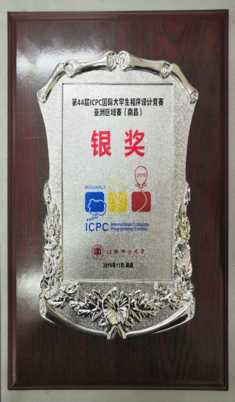 第44届ICPC国际大学生程序设计竞赛
亚洲区域赛（南昌）
银奖
ICPC International Collegiate
Programming Contest
2019年11月 南昌